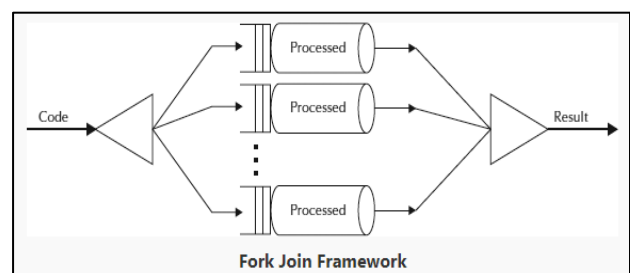 Processed
Code
Processed
Result
Processed
Fork Join Framework